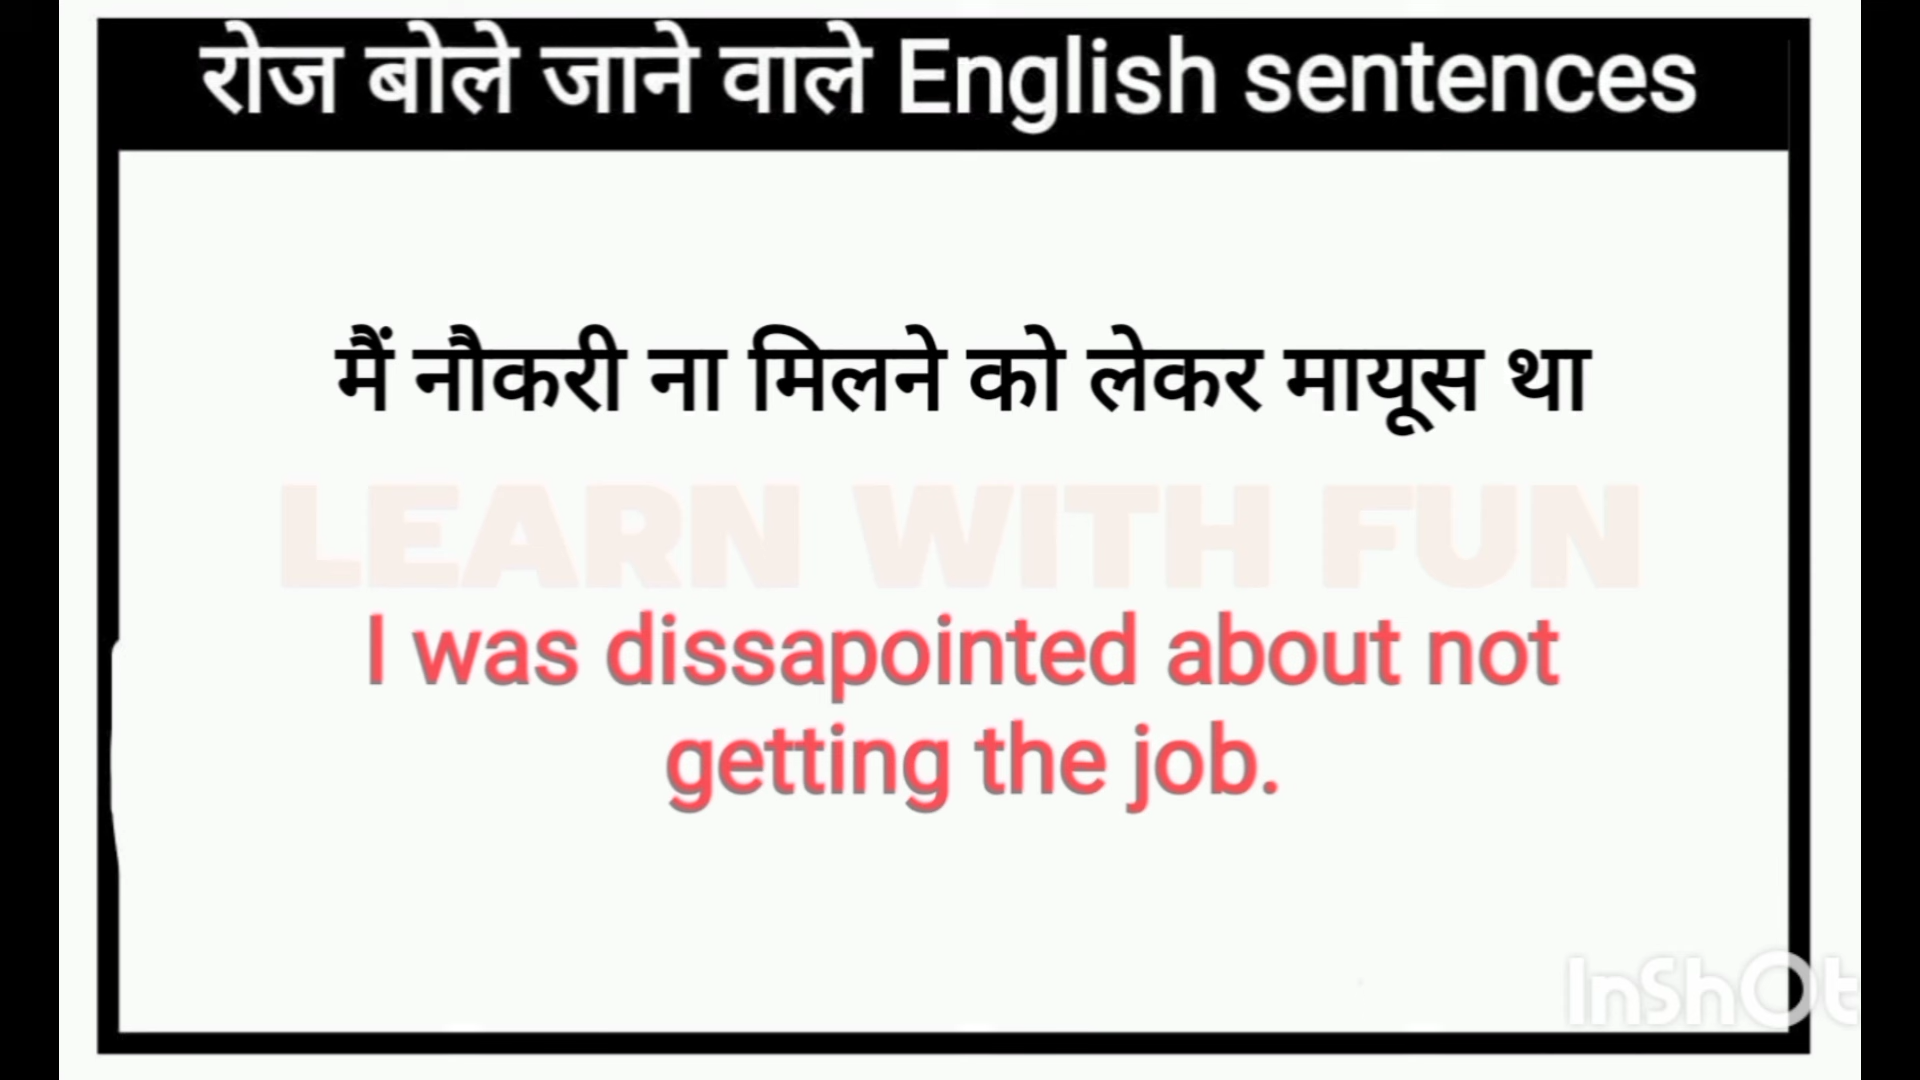 रोज बोले जाने वाले English sentences
मैं नौकरी ना मिलने को लेकर मायूस था
LEARN WITH FUN
I was dissapointed about not
getting the job.
InShOt